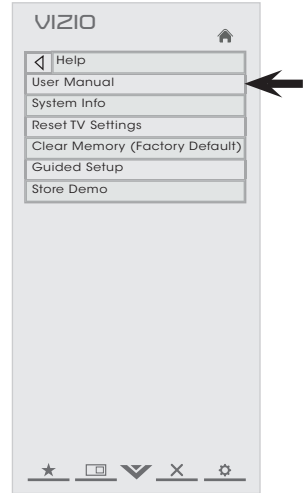 VIZIO
Help
User Manual
System Info
Reset TV Settings
Clear Memory (Factory Default)
Guided Setup
Store Demo